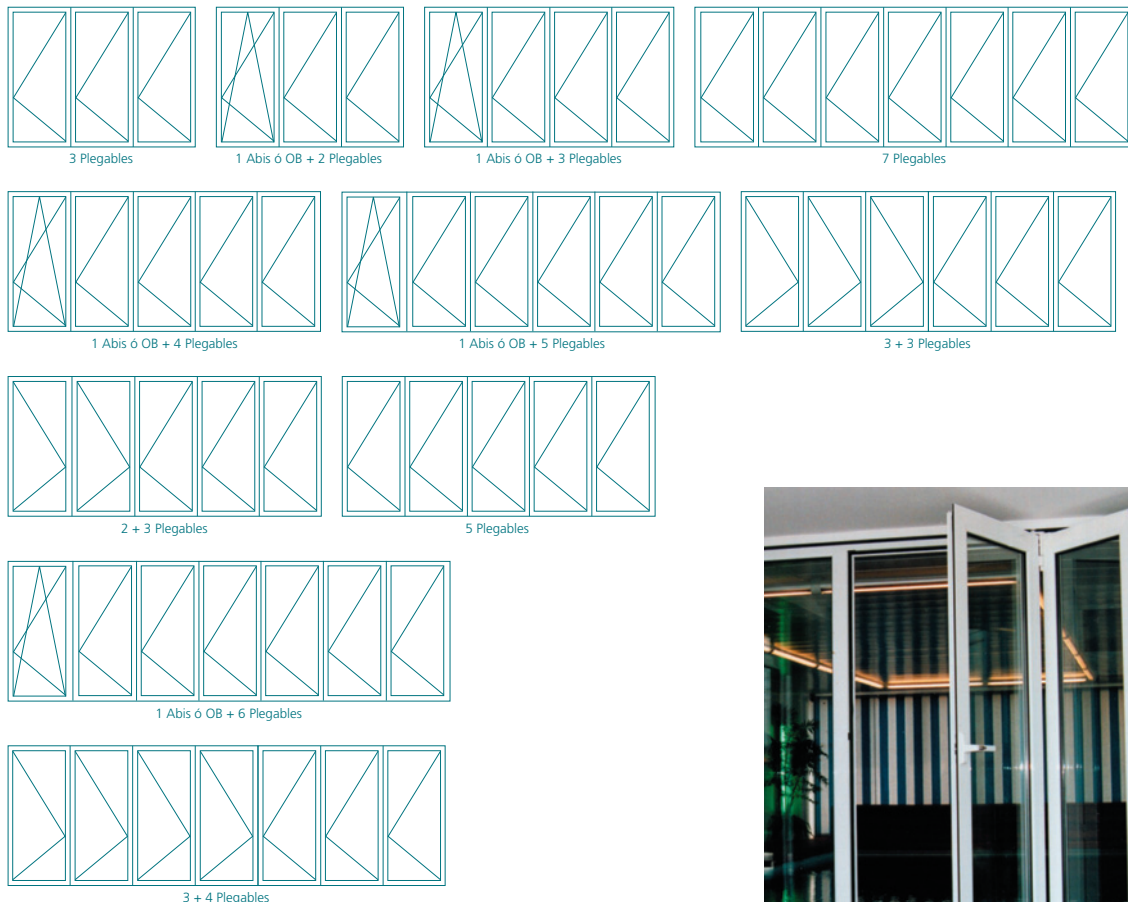 3 Plegables
1 Abis ó OB + 2 Plegables
1 Abis ó OB + 3 Plegables
7 Plegables
1 Abis ó OB + 4 Plegables
1 Abis ó OB + 5 Plegables
3 + 3 Plegables
2 + 3 Plegables
5 Plegables
1 Abis ó OB + 6 Plegables
3 + 4 Plegables